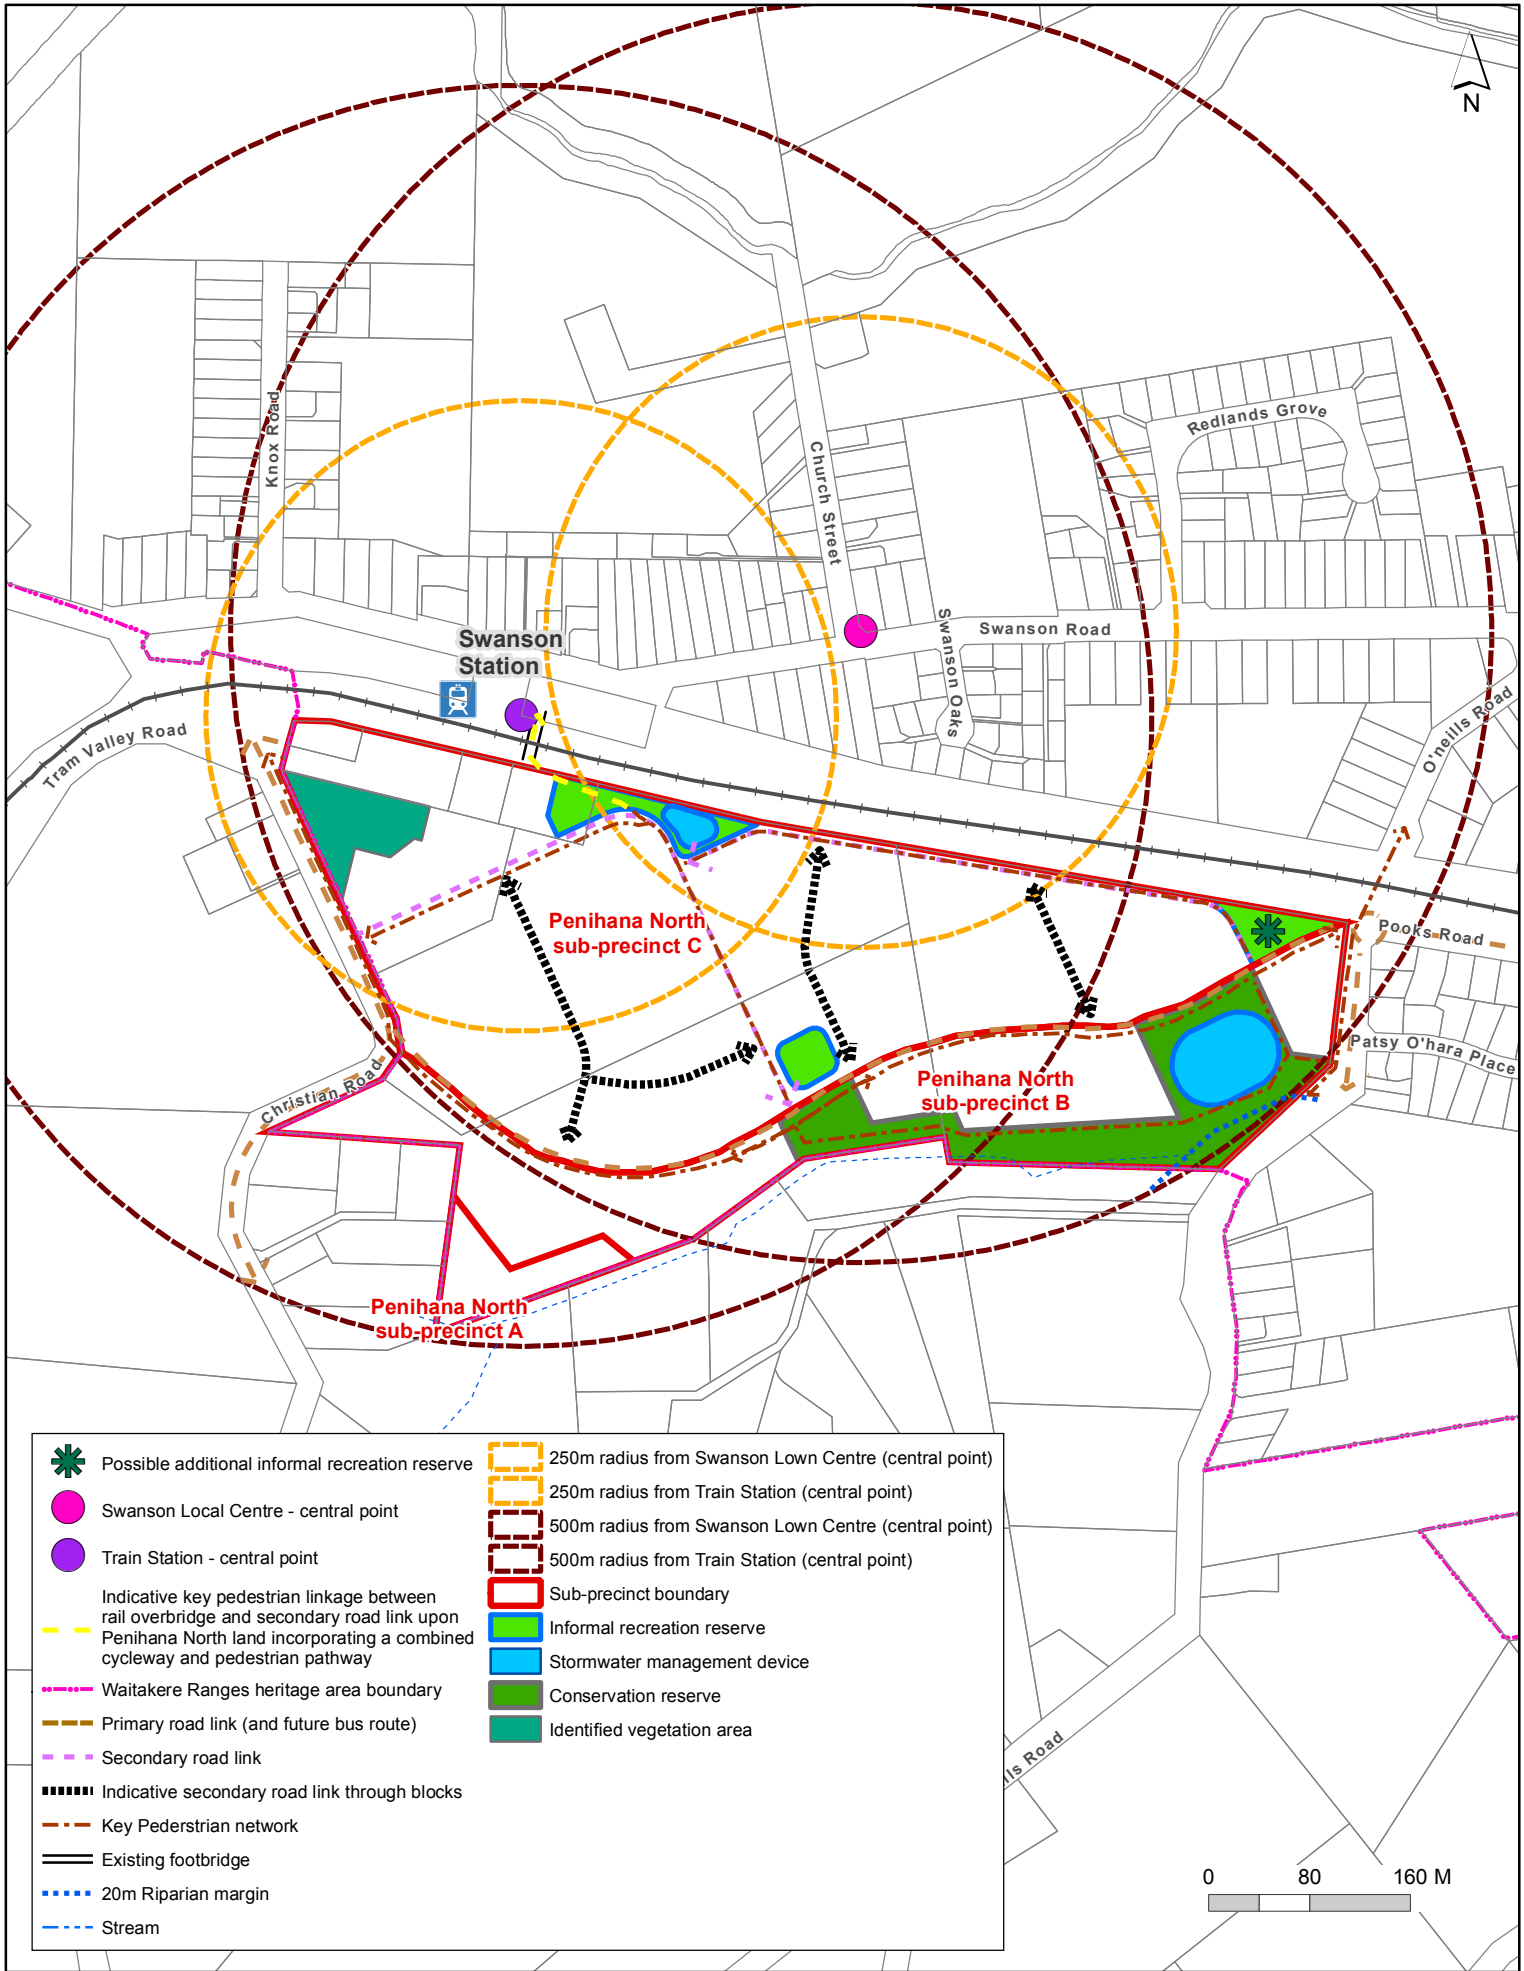 N
Redlands Grove
Knox Road
Church Street
Swanson Oaks
Swanson Road
Swanson
Station
O'neills Road
Tram Valley Road
Penihana North
sub-precinct C
Pooks Road
Patsy O'hara Place
Penihana North
sub-precinct B
Christian Road
Penihana North
sub-precinct A
Possible additional informal recreation reserve
Swanson Local Centre - central point
Train Station - central point
Indicative key pedestrian linkage between
rail overbridge and secondary road link upon
Penihana North land incorporating a combined
cycleway and pedestrian pathway
Waitakere Ranges heritage area boundary
Primary road link (and future bus route)
Secondary road link
Indicative secondary road link through blocks
Key Pederstrian network
Existing footbridge
20m Riparian margin
Stream
250m radius from Swanson Lown Centre (central point)
250m radius from Train Station (central point)
500m radius from Swanson Lown Centre (central point)
500m radius from Train Station (central point)
Sub-precinct boundary
Informal recreation reserve
Stormwater management device
Conservation reserve
Identified vegetation area
lls Road
0 80 160 M